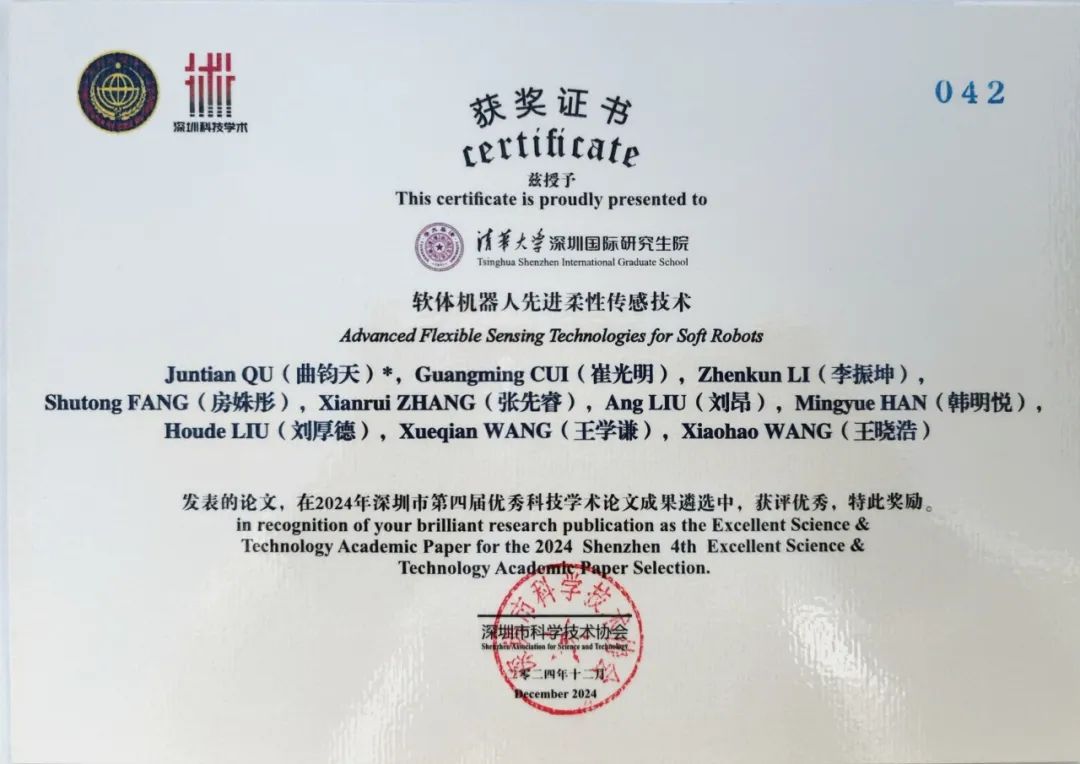 深圳科技学术
042
获奖证书
certificate
兹授予
This certificate is proudly presented to
清华大学深圳国际研究生院
Tsinghua Shenzhen International Graduate School
软体机器人先进柔性传感技术
Advanced Flexible Sensing Technologies for Soft Robots
Juntian QU（曲钧天）*，Guangming CUI（崔光明），Zhenkun LI（李振坤），
Shutong FANG（房姝彤），Xianrui ZHANG（张先睿），Ang LIU（刘昂），Mingyue HAN（韩明悦），
Houde LIU（刘厚德），Xueqian WANG（王学谦），Xiaohao WANG（王晓浩）
发表的论文，在2024年深圳市第四届优秀科技学术论文成果遴选中，获评优秀，特此奖励。
in recognition of your brilliant research publication as the Excellent Science &
Technology Academic Paper for the 2024 Shenzhen 4th Excellent Science &
Technology Academic Paper Selection.
深圳市科学技术协会
深圳市科学技术协会
Shenzhen Association for Science and Technology
二零二四年十二月
December 2024